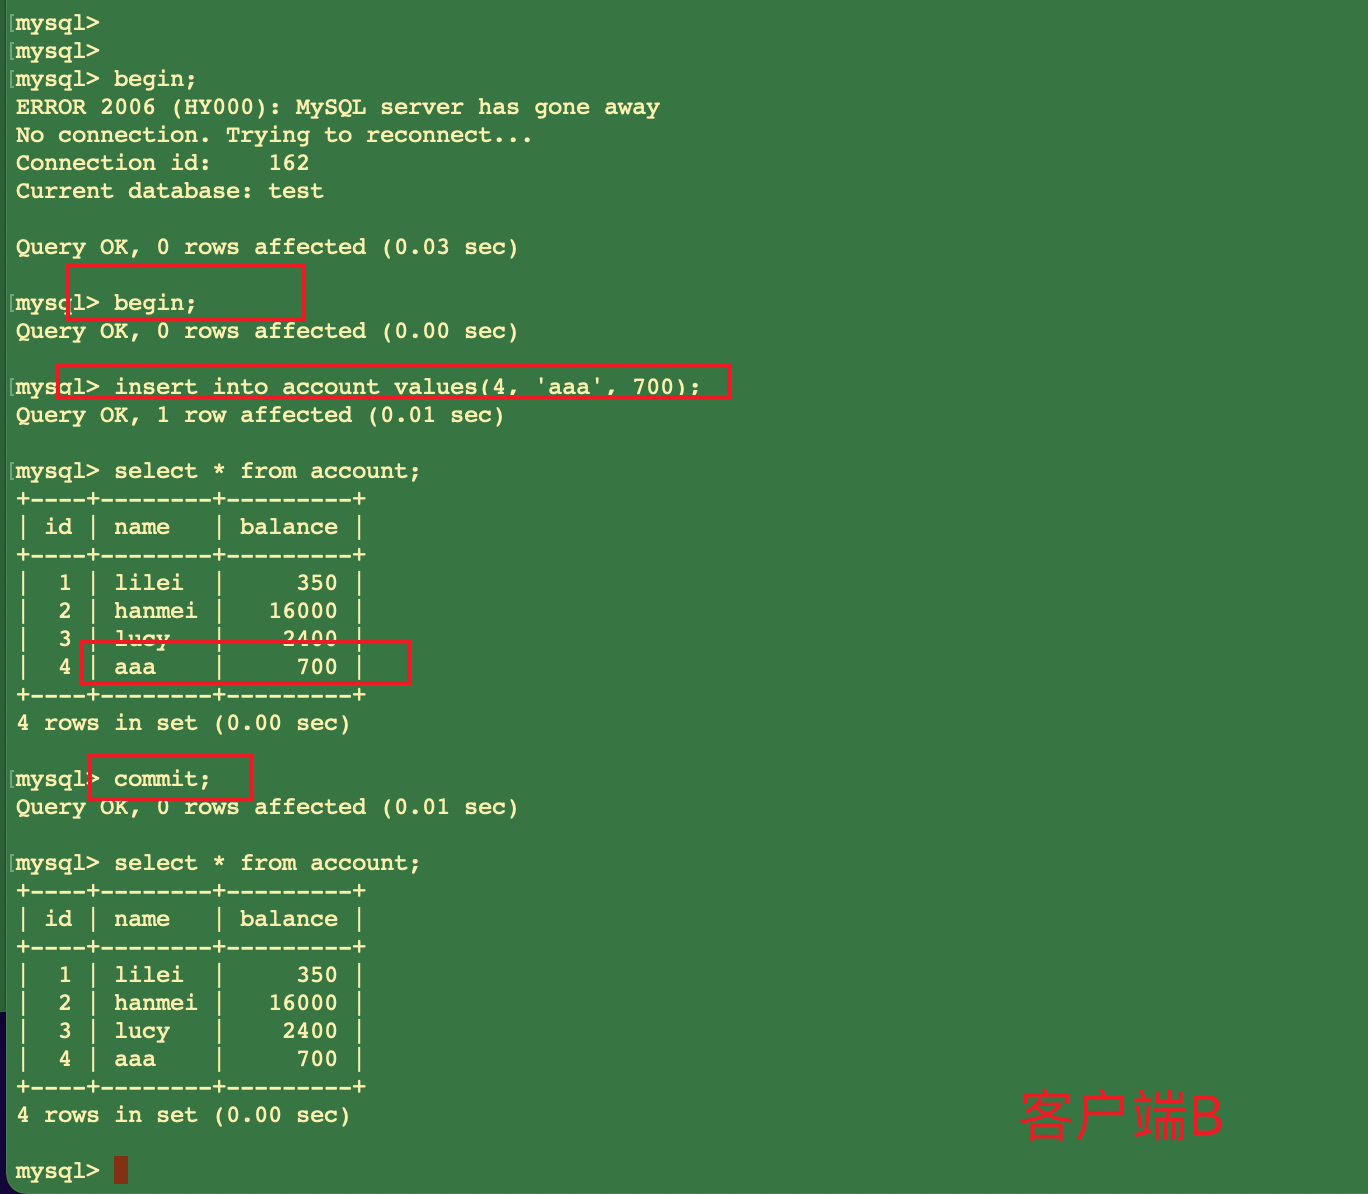 mysql>
mysql>
mysql> begin;
ERROR 2006 (HY000): MySQL server has gone away
No connection. Trying to reconnect...
Connection id:    162
Current database: test
Query OK, 0 rows affected (0.03 sec)
mysql> begin;
Query OK, 0 rows affected (0.00 sec)
mysql> insert into account values(4, 'aaa', 700);
Query OK, 1 row affected (0.01 sec)
mysql> select * from account;
+----+--------+---------+
| id | name   | balance |
+----+--------+---------+
|  1 | lilei  |     350 |
|  2 | hanmei |   16000 |
|  3 | lucy   |    2400 |
|  4 | aaa    |     700 |
+----+--------+---------+
4 rows in set (0.00 sec)
mysql> commit;
Query OK, 0 rows affected (0.01 sec)
mysql> select * from account;
+----+--------+---------+
| id | name   | balance |
+----+--------+---------+
|  1 | lilei  |     350 |
|  2 | hanmei |   16000 |
|  3 | lucy   |    2400 |
|  4 | aaa    |     700 |
+----+--------+---------+
4 rows in set (0.00 sec)
客户端B
mysql>